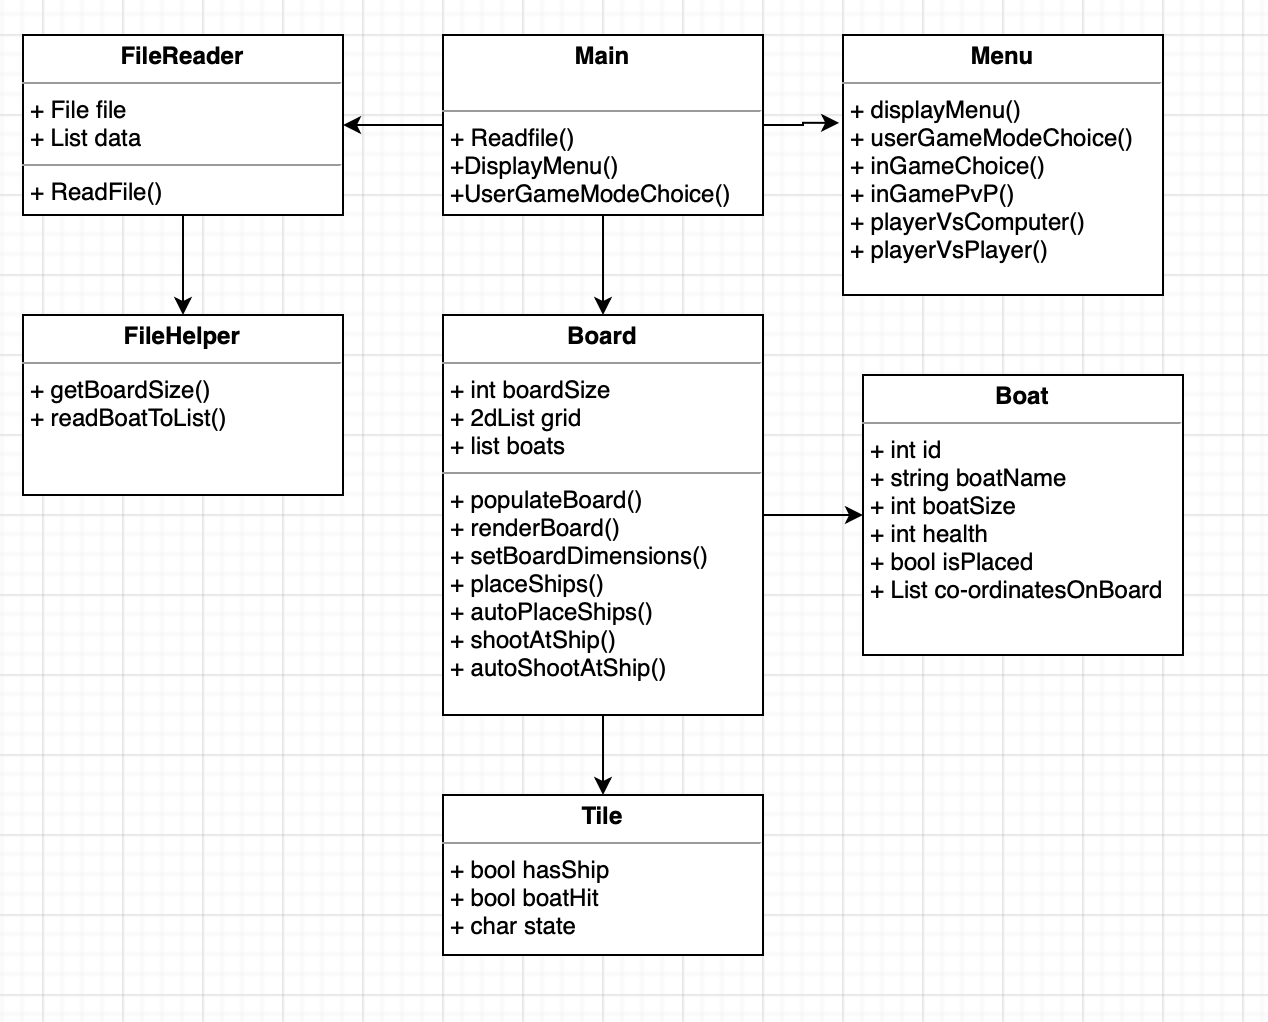 FileReader
+ File file
+ List data
+ ReadFile()
Main
+ Readfile()
+DisplayMenu()
+UserGameModeChoice()
Menu
+ displayMenu()
+ userGameModeChoice()
+ inGameChoice()
+ inGamePvP()
+ playerVsComputer()
+ playerVsPlayer()
FileHelper
+ getBoardSize()
+ readBoatToList()
Board
+ int boardSize
+ 2dList grid
+ list boats
+ populateBoard()
+ renderBoard()
+ setBoardDimensions()
+ placeShips()
+ autoPlaceShips()
+ shootAtShip()
+ autoShootAtShip()
Boat
+ int id
+ string boatName
+ int boatSize
+ int health
+ bool isPlaced
+ List co-ordinatesOnBoard
Tile
+ bool hasShip
+ bool boatHit
+ char state